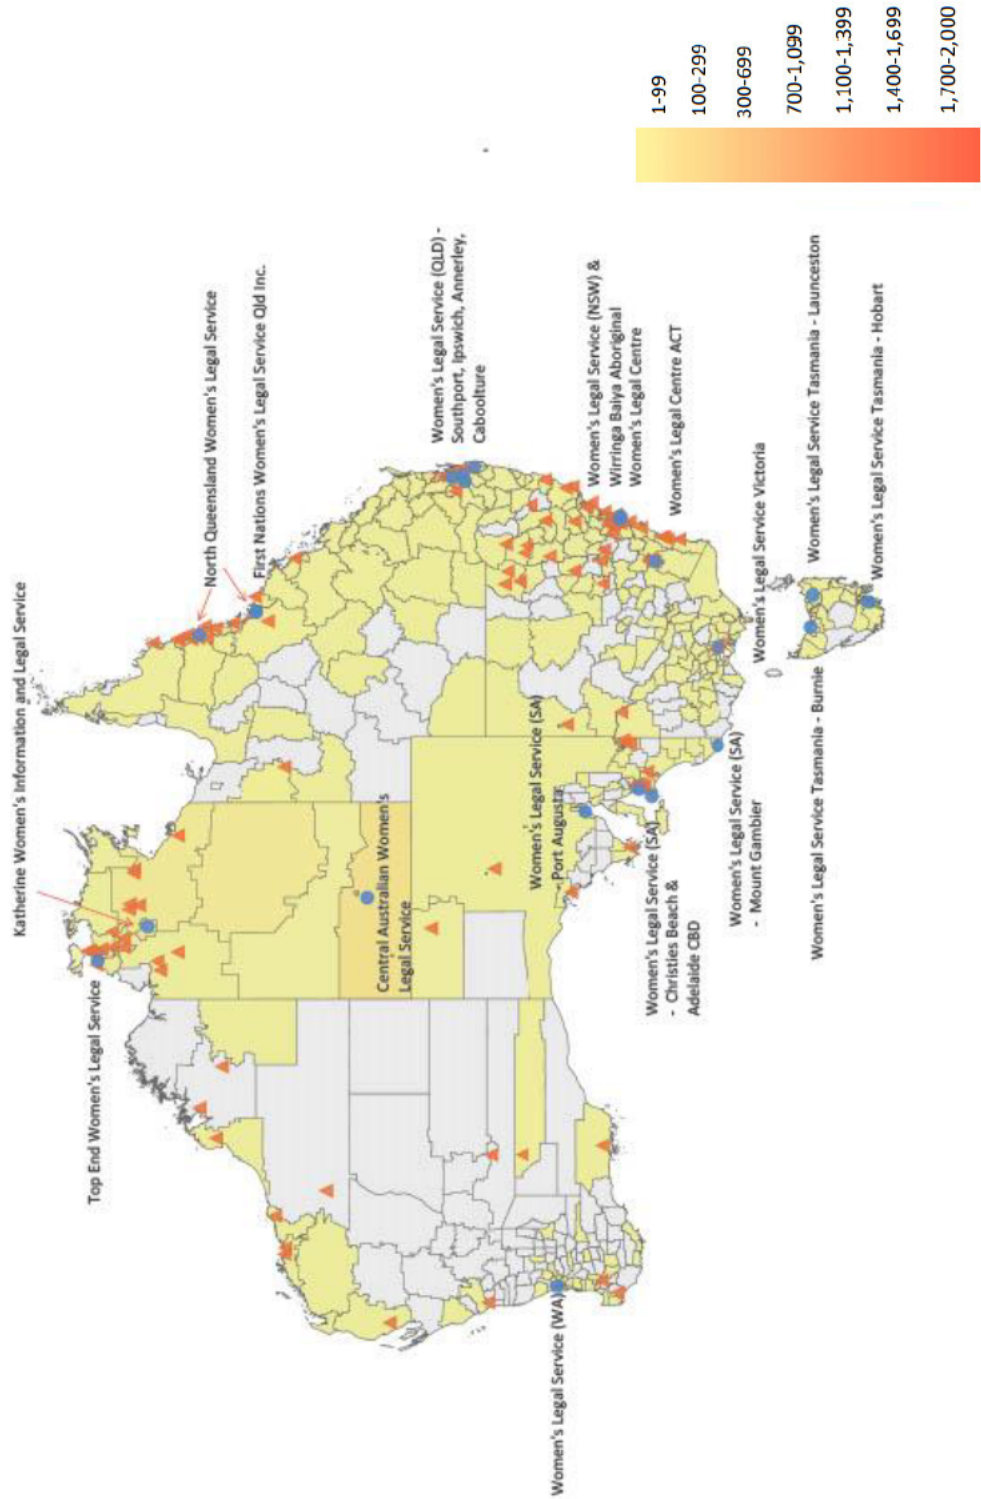 Katherine Women's Information and Legal Service
Top End Women's Legal Service
North Queensland Women's Legal Service
First Nations Women's Legal Service Qld Inc.
Central Australian Women's
Legal Service
Women's Legal Service (QLD) -
Southport, Ipswich, Annerley,
Caboolture
Women's Legal Service (WA)
Women's Legal Service (SA)
- Port Augusta
Women's Legal Service (NSW) &
Wirringa Baiya Aboriginal
Women's Legal Centre
Women's Legal Centre ACT
Women's Legal Service (SA)
- Christies Beach &
Adelaide CBD
Women's Legal Service (SA)
- Mount Gambier
Women's Legal Service Victoria
Women's Legal Service Tasmania - Burnie
Women's Legal Service Tasmania - Launceston
Women's Legal Service Tasmania - Hobart
1-99
100-299
300-699
700-1,099
1,100-1,399
1,400-1,699
1,700-2,000